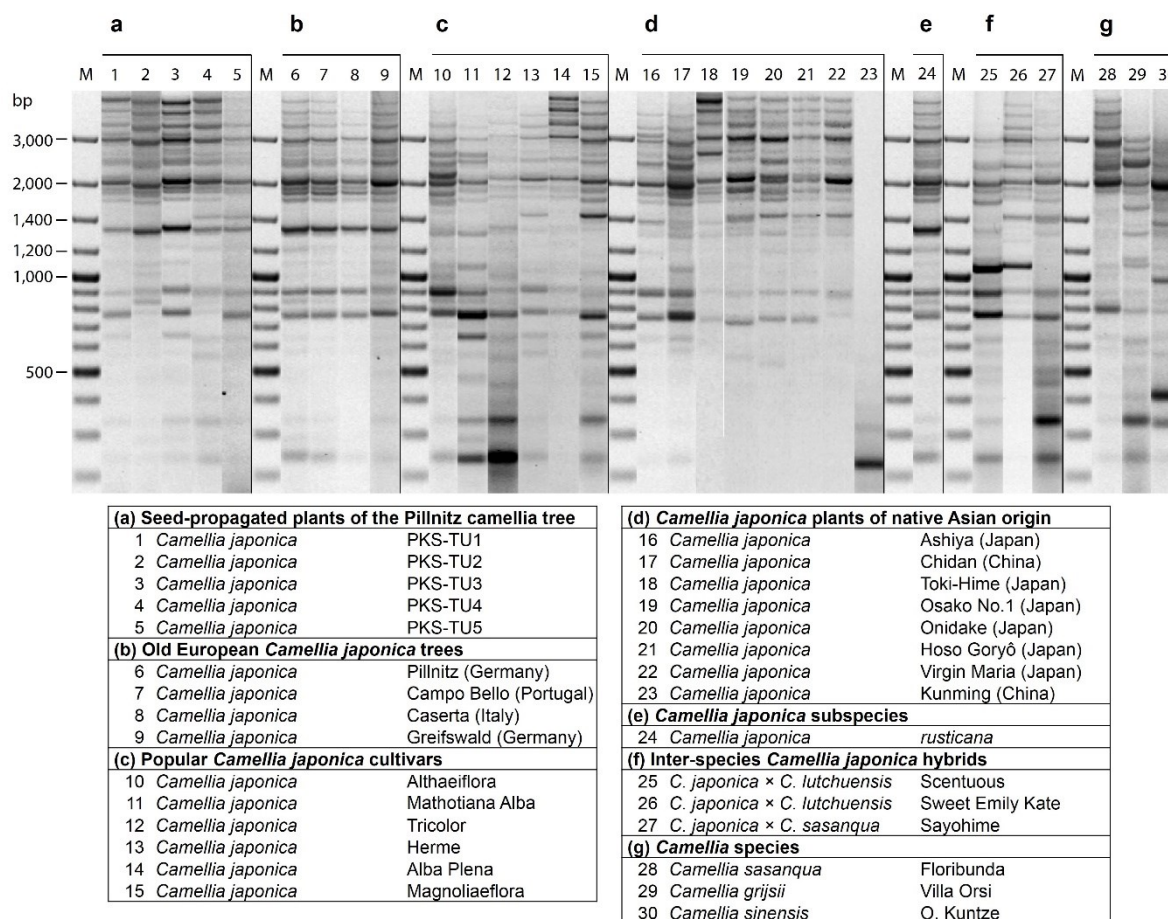 a b c d e f g
M 1 2 3 4 5 M 6 7 8 9 M 10 11 12 13 14 15 M 16 17 18 19 20 21 22 23 M 24 M 25 26 27 M 28 29 3
bp
3,000
2,000
1,400
1,200
1,000
500
(a) Seed-propagated plants of the Pillnitz camellia tree
1 Camellia japonica PKS-TU1
2 Camellia japonica PKS-TU2
3 Camellia japonica PKS-TU3
4 Camellia japonica PKS-TU4
5 Camellia japonica PKS-TU5
(b) Old European Camellia japonica trees
6 Camellia japonica Pillnitz (Germany)
7 Camellia japonica Campo Bello (Portugal)
8 Camellia japonica Caserta (Italy)
9 Camellia japonica Greifswald (Germany)
(c) Popular Camellia japonica cultivars
10 Camellia japonica Althaeiflora
11 Camellia japonica Mathotiana Alba
12 Camellia japonica Tricolor
13 Camellia japonica Herme
14 Camellia japonica Alba Plena
15 Camellia japonica Magnoliaeflora
(d) Camellia japonica plants of native Asian origin
16 Camellia japonica Ashiya (Japan)
17 Camellia japonica Chidan (China)
18 Camellia japonica Toki-Hime (Japan)
19 Camellia japonica Osako No.1 (Japan)
20 Camellia japonica Onidake (Japan)
21 Camellia japonica Hoso Goryô (Japan)
22 Camellia japonica Virgin Maria (Japan)
23 Camellia japonica Kunming (China)
(e) Camellia japonica subspecies
24 Camellia japonica rusticana
(f) Inter-species Camellia japonica hybrids
25 C. japonica × C. lutchuensis Scentuous
26 C. japonica × C. lutchuensis Sweet Emily Kate
27 C. japonica × C. sasanqua Sayohime
(g) Camellia species
28 Camellia sasanqua Floribunda
29 Camellia grijsii Villa Orsi
30 Camellia sinensis O. Kuntze